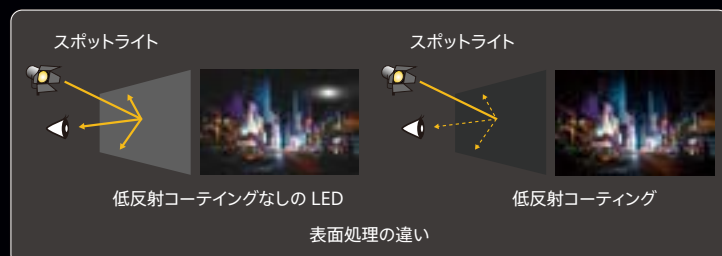 スポットライト
スポットライト
低反射コーテイングなしの LED
低反射コーティング
表面処理の違い